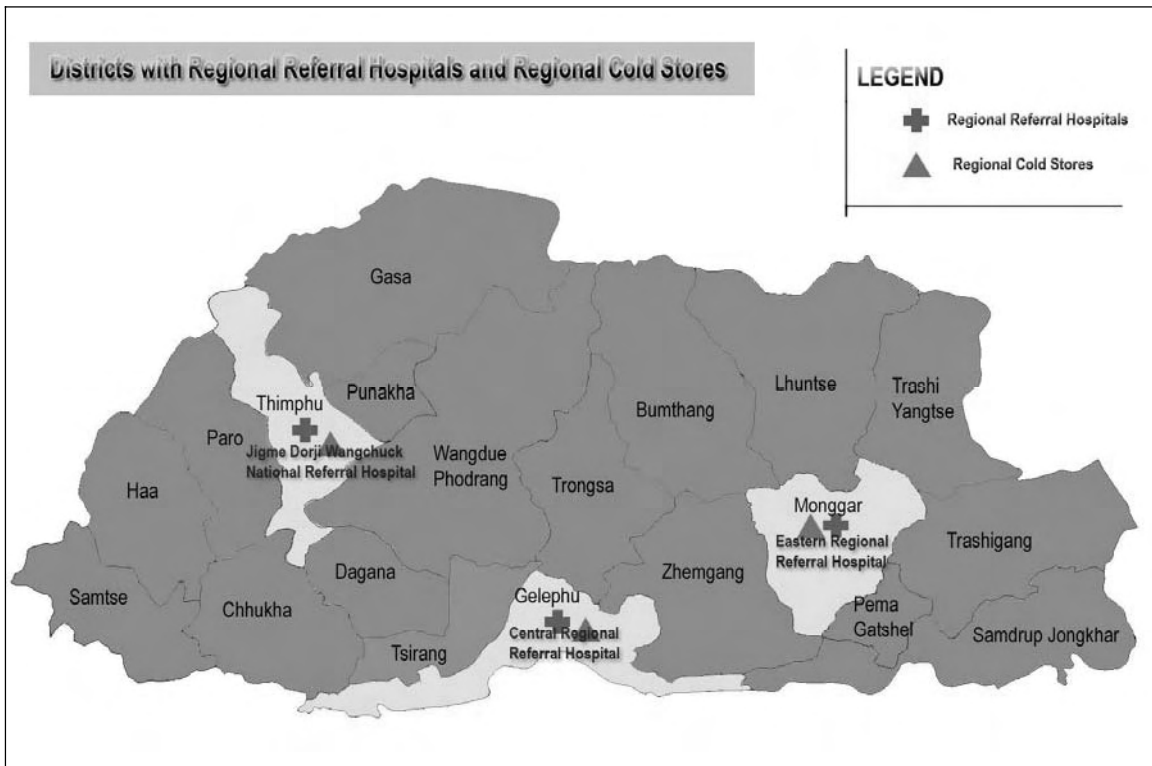 Districts with Regional Referral Hospitals and Regional Cold Stores
LEGEND
Regional Referral Hospitals
Regional Cold Stores
Gasa
Punakha
Thimphu
Jigme Dorji Wangchuck
National Referral Hospital
Paro
Haa
Wangdue
Phodrang
Trongsa
Bumthang
Lhuntse
Trashi
Yangtse
Monggar
Eastern Regional
Referral Hospital
Trashigang
Samtse
Chhukha
Dagana
Tsirang
Gelephu
Central Regional
Referral Hospital
Zhemgang
Pema
Gatshel
Samdrup Jongkhar